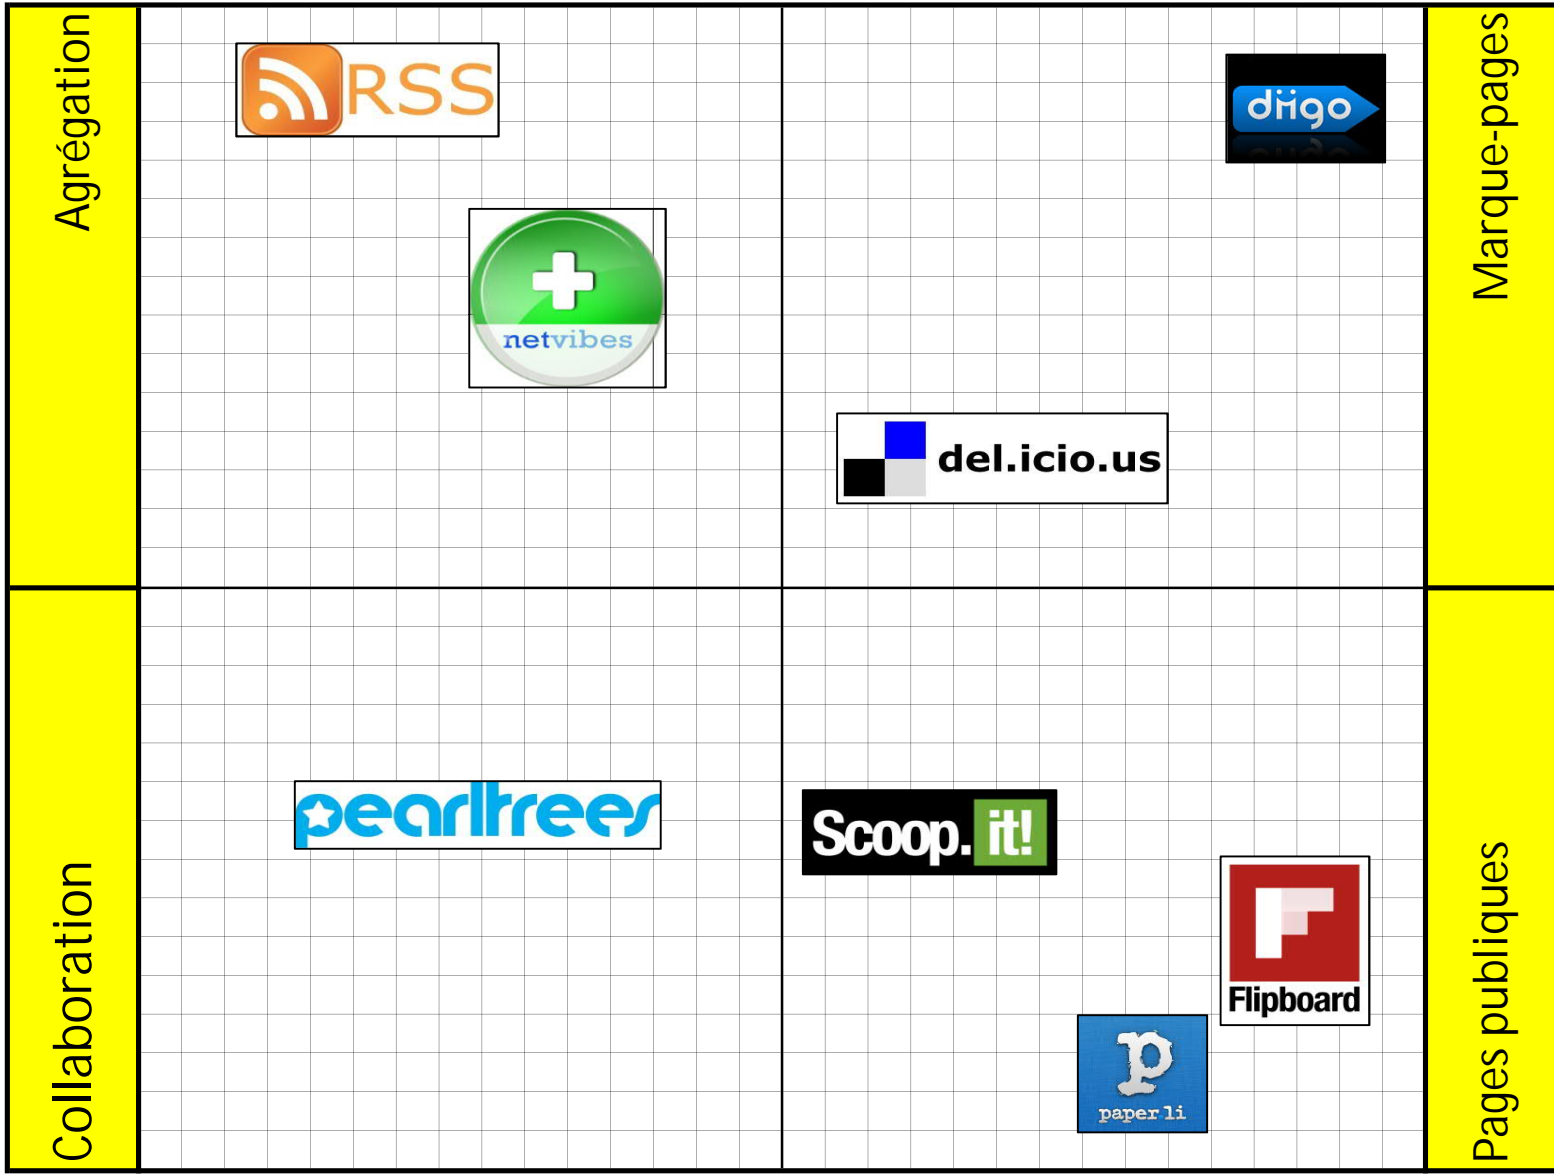 Agrégation
RSS
diigo
Marque-pages
netvibes
del.icio.us
Collaboration
pearltrees
Scoop.it!
Flipboard
p
paper li
Pages publiques